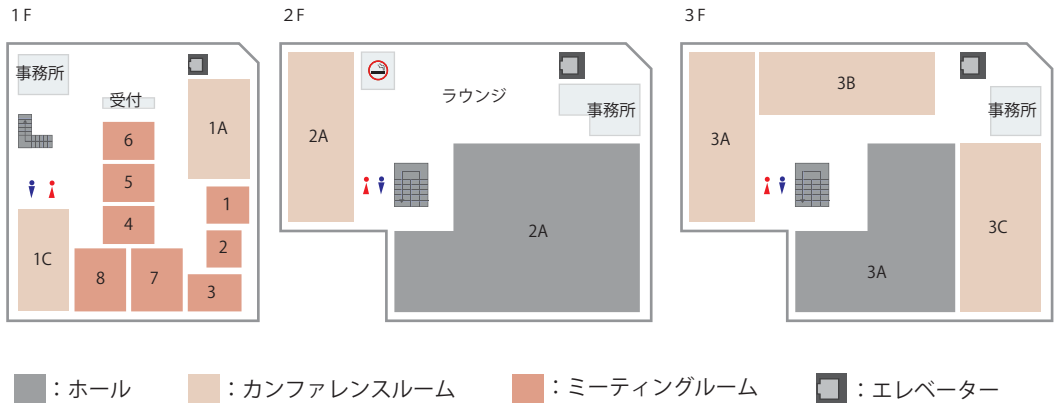 1F
2F
3F
事務所
受付
1A
6
5
4
1
2
3
1C
8
7
ラウンジ
事務所
2A
2A
3B
事務所
3A
3C
3A
：ホール
：カンファレンスルーム
：ミーティングルーム
：エレベーター